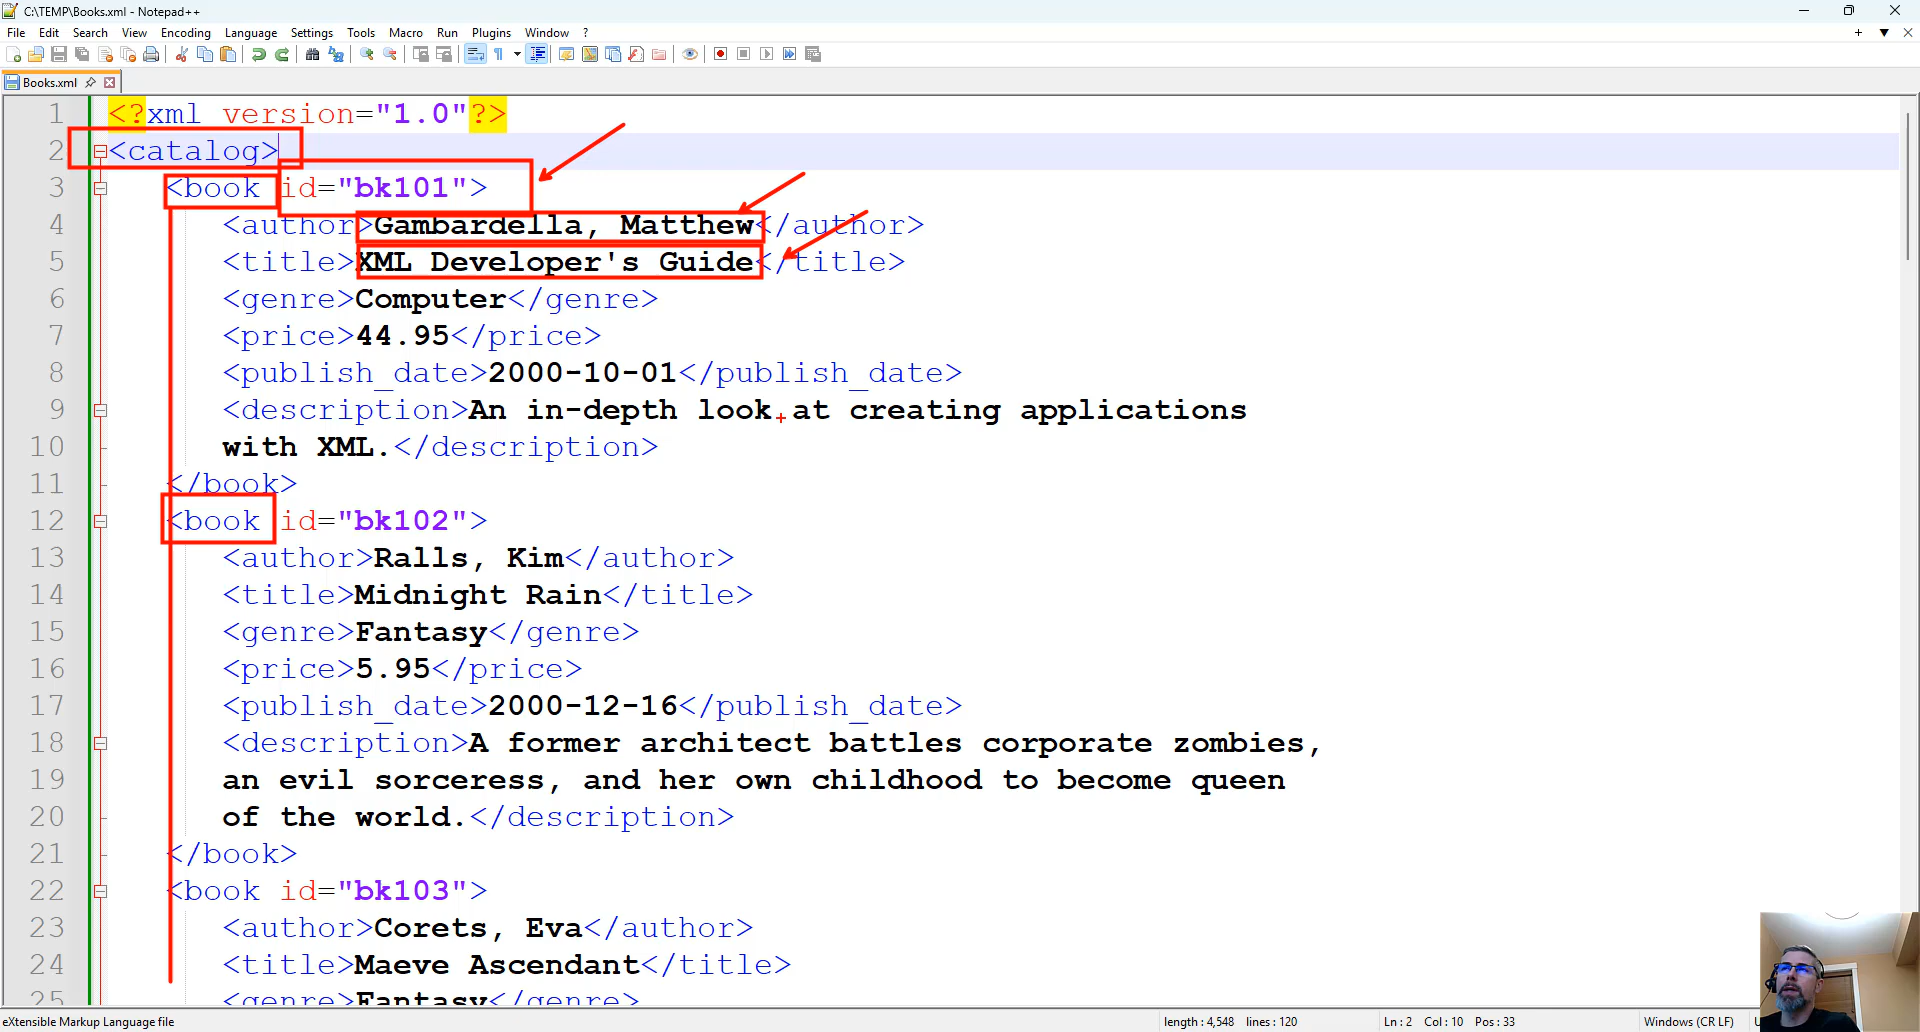 C:\TEMP\Books.xml - Notepad++
File Edit Search View Encoding Language Settings Tools Macro Run Plugins Window ?
Books.xml
1 <?xml version="1.0"?>
2 <catalog>
3 <book id="bk101">
4 <author>Gambardella, Matthew</author>
5 <title>XML Developer's Guide</title>
6 <genre>Computer</genre>
7 <price>44.95</price>
8 <publish_date>2000-10-01</publish_date>
9 <description>An in-depth look at creating applications
10 with XML.</description>
11 </book>
12 <book id="bk102">
13 <author>Ralls, Kim</author>
14 <title>Midnight Rain</title>
15 <genre>Fantasy</genre>
16 <price>5.95</price>
17 <publish_date>2000-12-16</publish_date>
18 <description>A former architect battles corporate zombies,
19 an evil sorceress, and her own childhood to become queen
20 of the world.</description>
21 </book>
22 <book id="bk103">
23 <author>Corets, Eva</author>
24 <title>Maeve Ascendant</title>
25 <genre>Fantasy</genre>
eXtensible Markup Language file length : 4,548 lines : 120 Ln : 2 Col : 10 Pos : 33 Windows (CR LF)